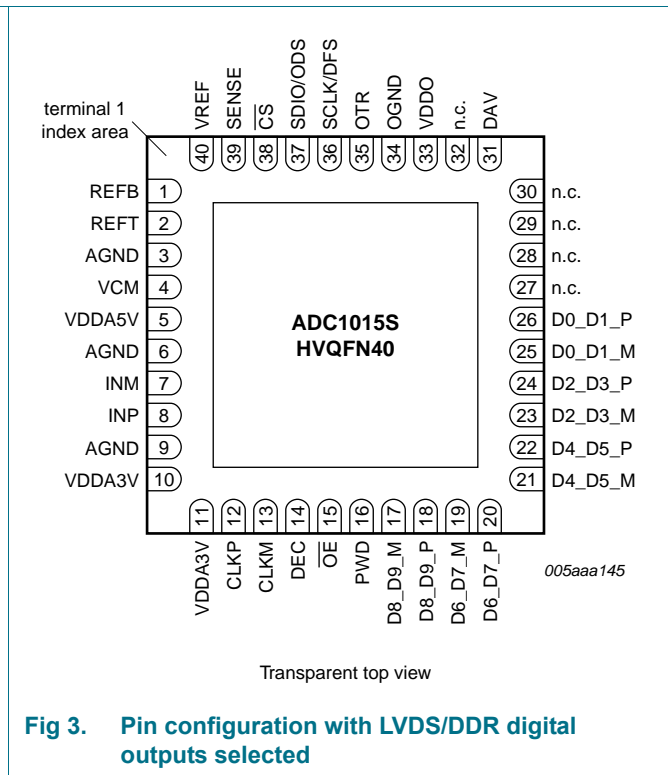 terminal 1
index area
VREF
SENSE
CS
SDIO/ODS
SCLK/DFS
OTR
OGND
VDDO
n.c.
DAV
40
39
38
37
36
35
34
33
32
31
REFB 1
REFT 2
AGND 3
VCM 4
VDDA5V 5
AGND 6
INM 7
INP 8
AGND 9
VDDA3V 10
ADC1015S
HVQFN40
30 n.c.
29 n.c.
28 n.c.
27 n.c.
26 D0_D1_P
25 D0_D1_M
24 D2_D3_P
23 D2_D3_M
22 D4_D5_P
21 D4_D5_M
11
12
13
14
15
16
17
18
19
20
VDDA3V
CLKP
CLKM
DEC
OE
PWD
D8_D9_M
D8_D9_P
D6_D7_M
D6_D7_P
005aaa145
Transparent top view
Fig 3. Pin configuration with LVDS/DDR digital
outputs selected